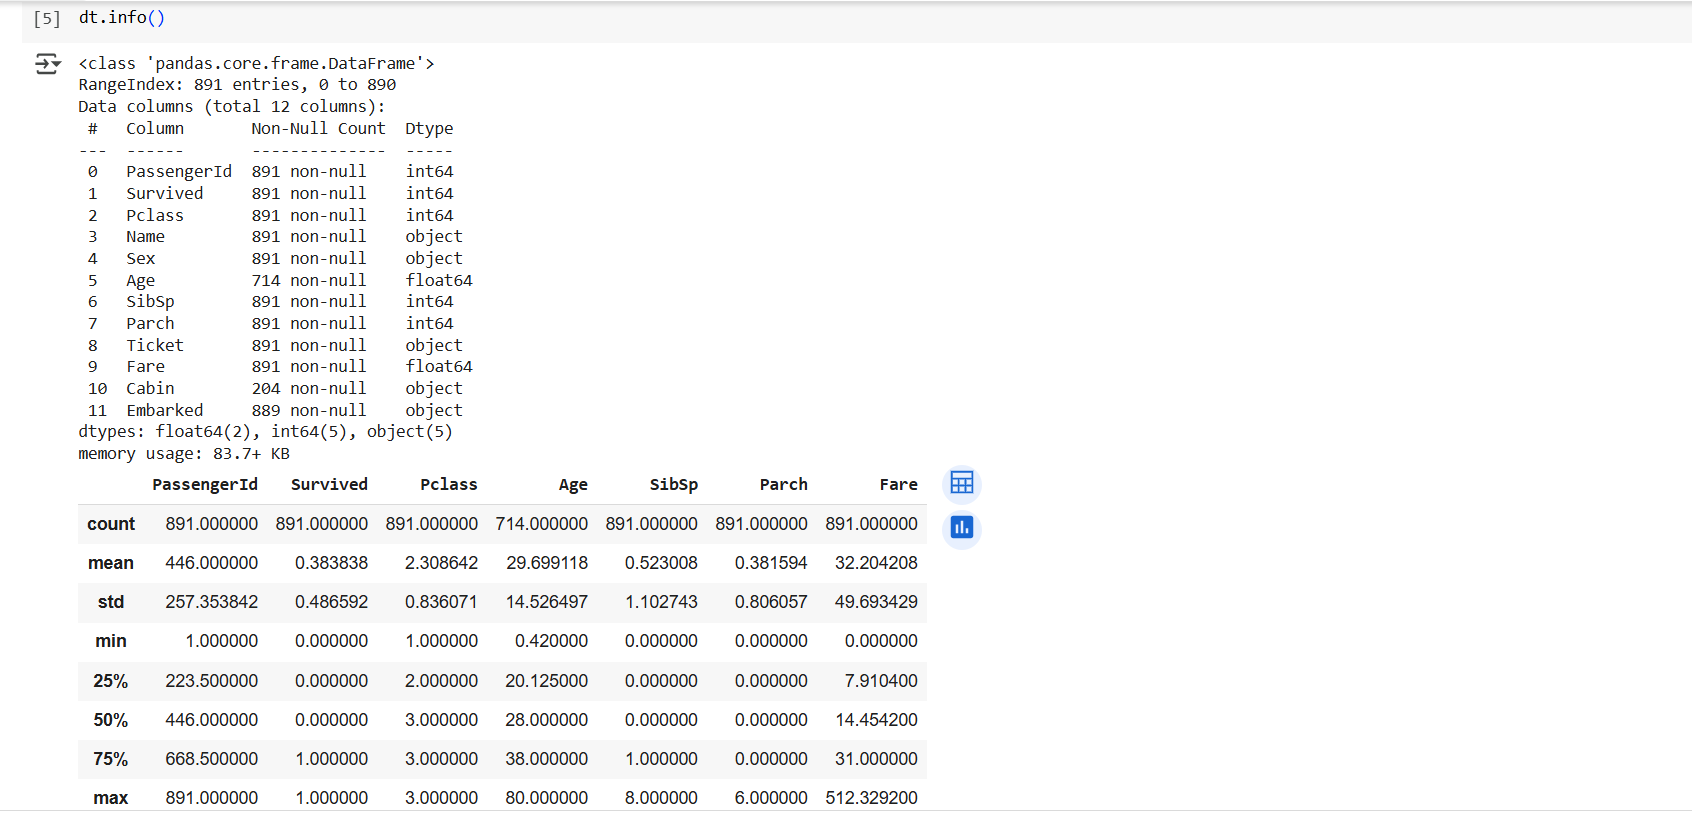 [5] dt.info()
<class 'pandas.core.frame.DataFrame'>
RangeIndex: 891 entries, 0 to 890
Data columns (total 12 columns):
 #   Column       Non-Null Count  Dtype
---  ------       --------------  -----
 0   PassengerId  891 non-null    int64
 1   Survived     891 non-null    int64
 2   Pclass       891 non-null    int64
 3   Name         891 non-null    object
 4   Sex          891 non-null    object
 5   Age          714 non-null    float64
 6   SibSp        891 non-null    int64
 7   Parch        891 non-null    int64
 8   Ticket       891 non-null    object
 9   Fare         891 non-null    float64
 10  Cabin        204 non-null    object
 11  Embarked     889 non-null    object
dtypes: float64(2), int64(5), object(5)
memory usage: 83.7+ KB
PassengerId Survived Pclass Age SibSp Parch Fare
count 891.000000 891.000000 891.000000 714.000000 891.000000 891.000000 891.000000
mean 446.000000 0.383838 2.308642 29.699118 0.523008 0.381594 32.204208
std 257.353842 0.486592 0.836071 14.526497 1.102743 0.806057 49.693429
min 1.000000 0.000000 1.000000 0.420000 0.000000 0.000000 0.000000
25% 223.500000 0.000000 2.000000 20.125000 0.000000 0.000000 7.910400
50% 446.000000 0.000000 3.000000 28.000000 0.000000 0.000000 14.454200
75% 668.500000 1.000000 3.000000 38.000000 1.000000 0.000000 31.000000
max 891.000000 1.000000 3.000000 80.000000 8.000000 6.000000 512.329200